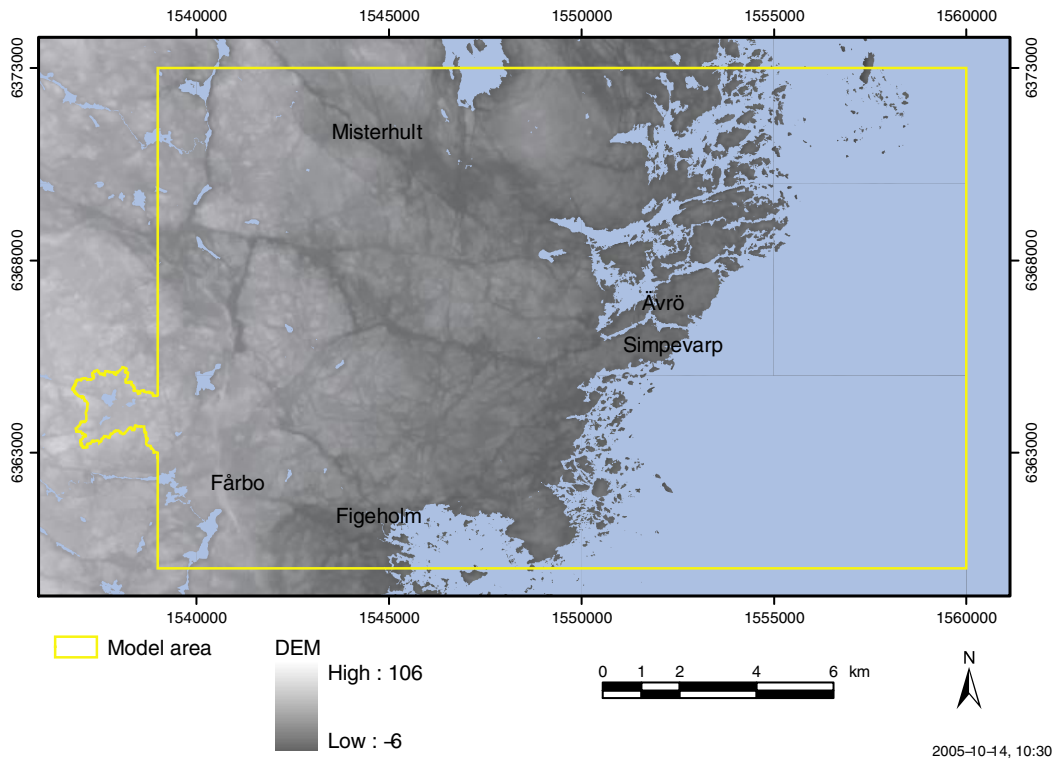 1540000 1545000 1550000 1555000 1560000
6373000 6373000
Misterhult
6368000 6368000
Ävrö
Simpevarp
6363000 6363000
Fårbo
Figeholm
1540000 1545000 1550000 1555000 1560000
Model area
DEM
High : 106
Low : -6
0 1 2 4 6 km
N
2005-10-14, 10:30